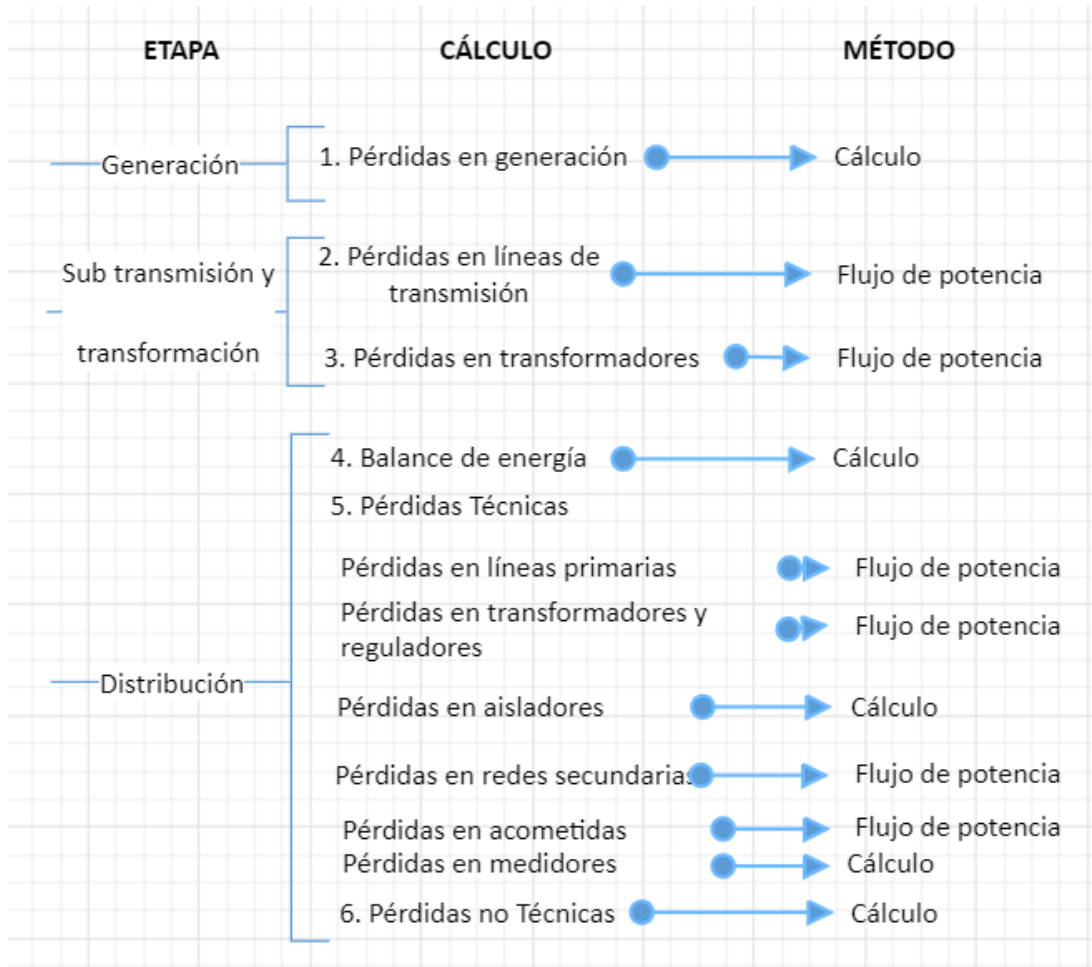 ETAPA CÁLCULO MÉTODO
Generación 1. Pérdidas en generación Cálculo
Sub transmisión y
transformación
2. Pérdidas en líneas de
transmisión
Flujo de potencia
3. Pérdidas en transformadores Flujo de potencia
Distribución
4. Balance de energía Cálculo
5. Pérdidas Técnicas
Pérdidas en líneas primarias Flujo de potencia
Pérdidas en transformadores y
reguladores
Flujo de potencia
Pérdidas en aisladores Cálculo
Pérdidas en redes secundarias Flujo de potencia
Pérdidas en acometidas Flujo de potencia
Pérdidas en medidores Cálculo
6. Pérdidas no Técnicas Cálculo